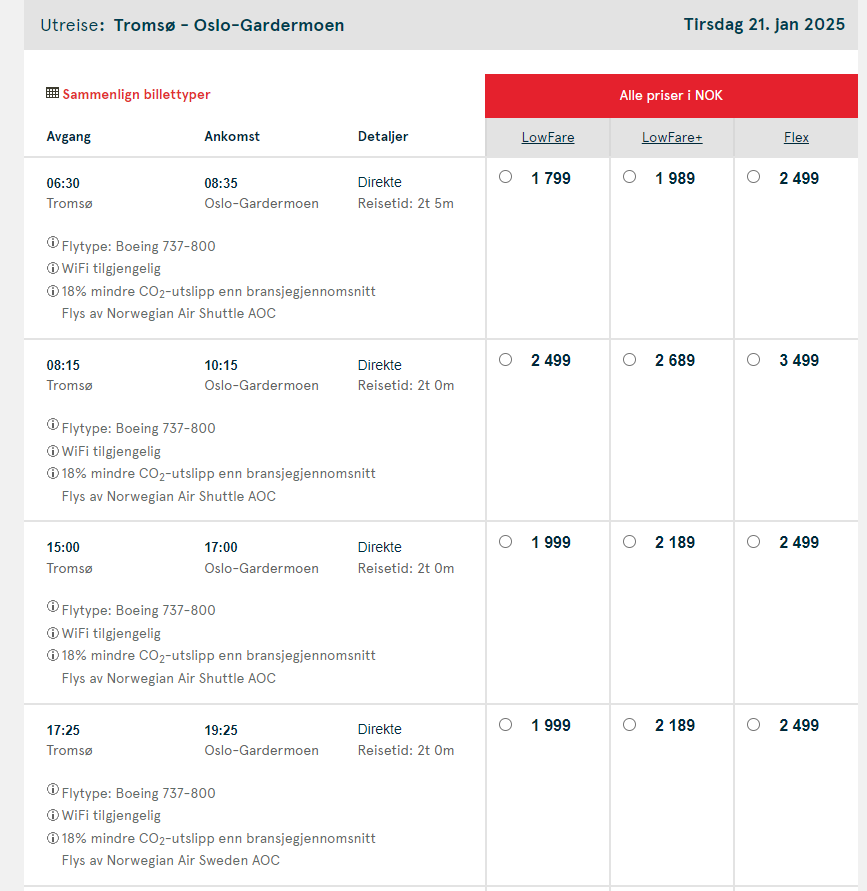 Utreise: Tromsø - Oslo-Gardermoen Tirsdag 21. jan 2025
Sammenlign billettyper Alle priser i NOK
Avgang Ankomst Detaljer LowFare LowFare+ Flex
06:30 08:35 Direkte 1 799 1 989 2 499
Tromsø Oslo-Gardermoen Reisetid: 2t 5m
Flytype: Boeing 737-800
WiFi tilgjengelig
18% mindre CO2-utslipp enn bransjegjennomsnitt
Flys av Norwegian Air Shuttle AOC
08:15 10:15 Direkte 2 499 2 689 3 499
Tromsø Oslo-Gardermoen Reisetid: 2t 0m
Flytype: Boeing 737-800
WiFi tilgjengelig
18% mindre CO2-utslipp enn bransjegjennomsnitt
Flys av Norwegian Air Shuttle AOC
15:00 17:00 Direkte 1 999 2 189 2 499
Tromsø Oslo-Gardermoen Reisetid: 2t 0m
Flytype: Boeing 737-800
WiFi tilgjengelig
18% mindre CO2-utslipp enn bransjegjennomsnitt
Flys av Norwegian Air Shuttle AOC
17:25 19:25 Direkte 1 999 2 189 2 499
Tromsø Oslo-Gardermoen Reisetid: 2t 0m
Flytype: Boeing 737-800
WiFi tilgjengelig
18% mindre CO2-utslipp enn bransjegjennomsnitt
Flys av Norwegian Air Sweden AOC